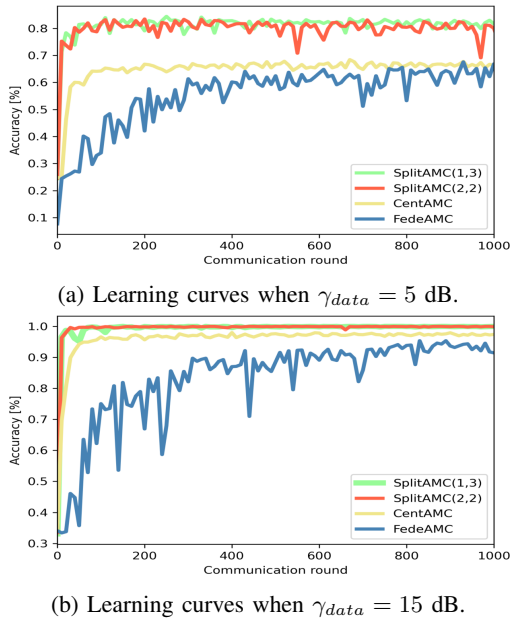 0.8
0.7
0.6
0.5
0.4
0.3
0.2
0.1
Accuracy [%]
SplitAMC(1,3)
SplitAMC(2,2)
CentAMC
FedeAMC
0 200 400 600 800 1000
Communication round
(a) Learning curves when γ_data = 5 dB.
1.0
0.9
0.8
0.7
0.6
0.5
0.4
0.3
Accuracy [%]
SplitAMC(1,3)
SplitAMC(2,2)
CentAMC
FedeAMC
0 200 400 600 800 1000
Communication round
(b) Learning curves when γ_data = 15 dB.